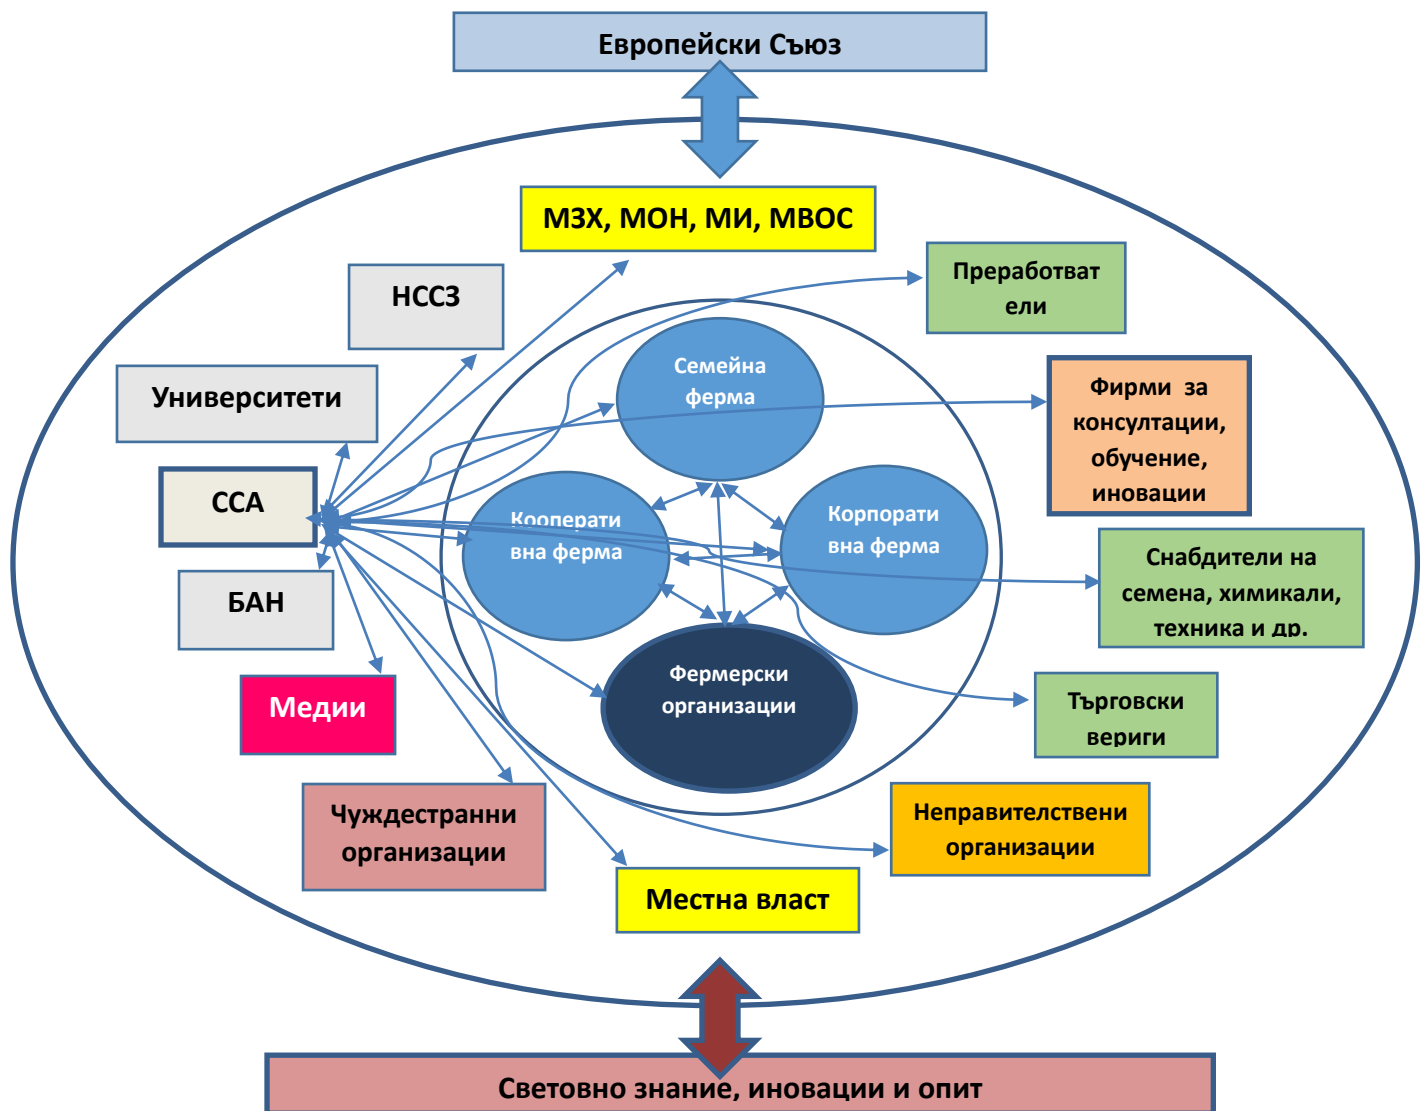 Европейски Съюз
МЗХ, МОН, МИ, МВОС
НССЗ
Преработват
ели
Семейна
ферма
Университети
Фирми за
консултации,
обучение,
иновации
ССА
Кооперати
вна ферма
Корпорати
вна ферма
Снабдители на
семена, химикали,
техника и др.
БАН
Фермерски
организации
Медии
Търговски
вериги
Чуждестранни
организации
Неправителствени
организации
Местна власт
Световно знание, иновации и опит